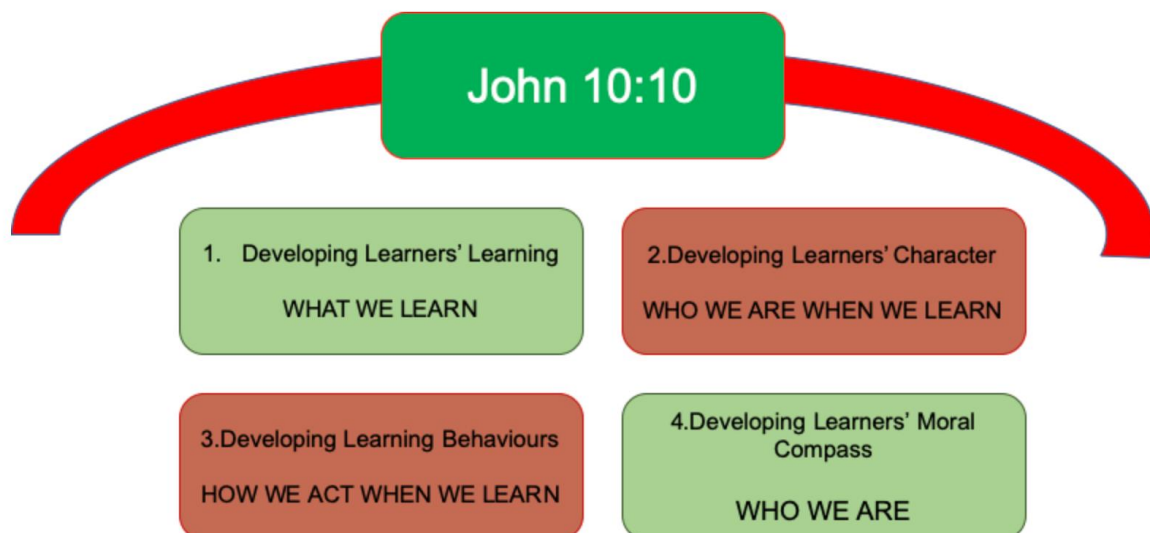 John 10:10
1. Developing Learners' Learning
WHAT WE LEARN
2.Developing Learners' Character
WHO WE ARE WHEN WE LEARN
3.Developing Learning Behaviours
HOW WE ACT WHEN WE LEARN
4.Developing Learners' Moral
Compass
WHO WE ARE